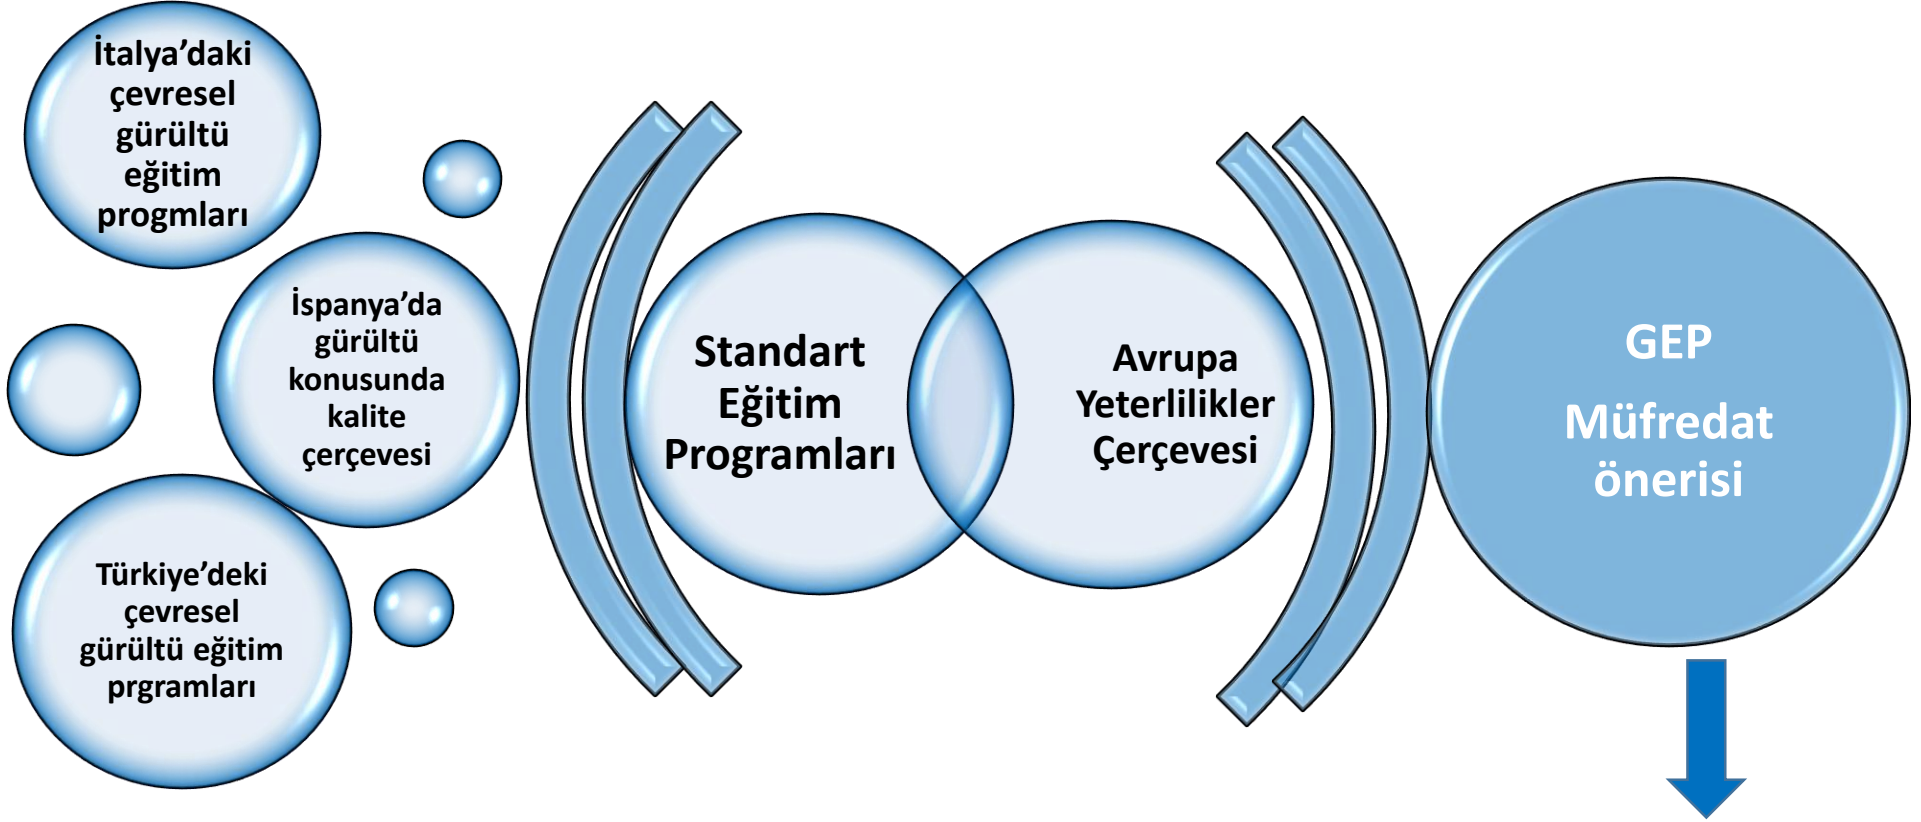 İtalya’daki
çevresel
gürültü
eğitim
progmları
İspanya’da
gürültü
konusunda
kalite
çerçevesi
Türkiye’deki
çevresel
gürültü eğitim
prgramları
Standart
Eğitim
Programları
Avrupa
Yeterlilikler
Çerçevesi
GEP
Müfredat
önerisi